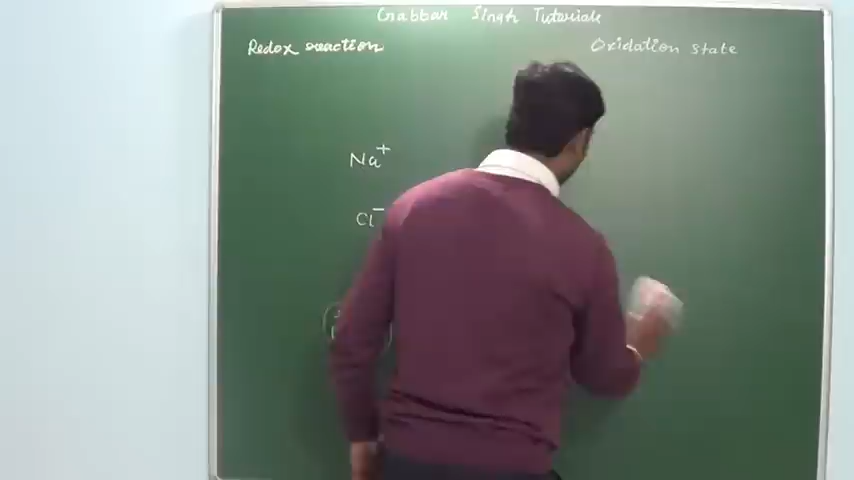 Gabbar Singh Tutorials
Redox reaction
Oxidation state
Na+
Cl−